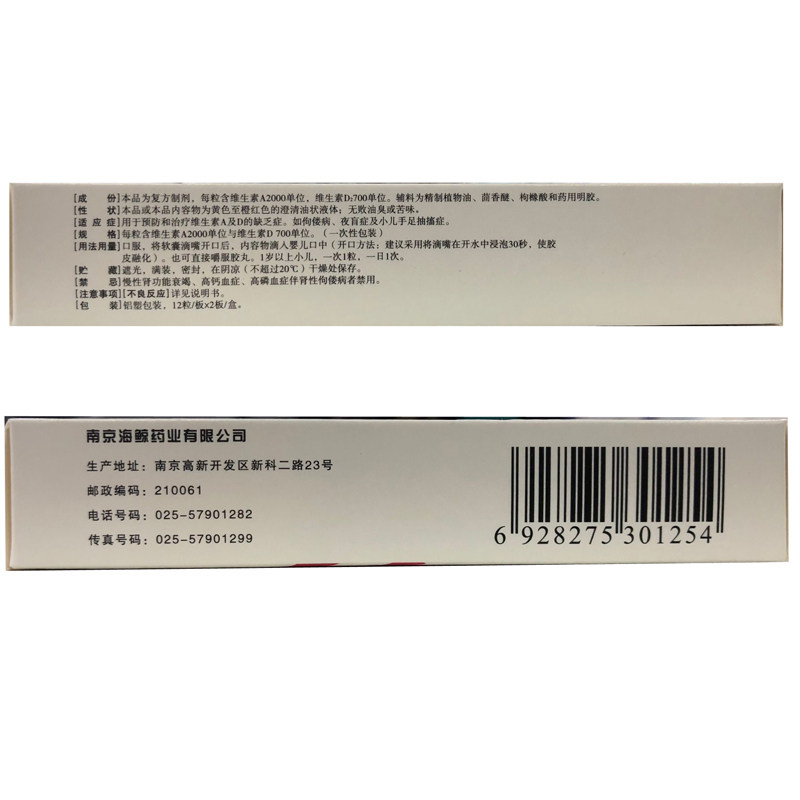 [成　份]本品为复方制剂，每粒含维生素A2000单位，维生素D₂700单位。辅料为精制植物油、茴香醚、枸橼酸和药用明胶。
[性　状]本品或本品内容物为黄色至橙红色的澄清油状液体；无败油臭或苦味。
[适 应 症]用于预防和治疗维生素A及D的缺乏症。如佝偻病、夜盲症及小儿手足抽搐症。
[规　格]每粒含维生素A2000单位与维生素D 700单位。（一次性包装）
[用法用量]口服，将软囊滴嘴开口后，内容物滴入婴儿口中（开口方法：建议采用将滴嘴在开水中浸泡30秒，使胶
皮融化）。也可直接嚼服胶丸。1岁以上小儿，一次1粒，一日1次。
[贮　藏]遮光，满装，密封，在阴凉（不超过20℃）干燥处保存。
[禁　忌]慢性肾功能衰竭、高钙血症、高磷血症伴肾性佝偻病者禁用。
[注意事项][不良反应]详见说明书。
[包　装]铝塑包装，12粒/板x2板/盒。
南京海鲸药业有限公司
生产地址：南京高新开发区新科二路23号
邮政编码：210061
电话号码：025-57901282
传真号码：025-57901299
6 928275 301254